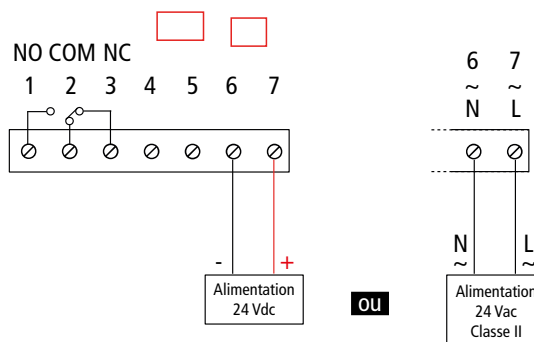 NO COM NC
1 2 3 4 5 6 7
6 7
~ ~
N L
- +
Alimentation
24 Vdc
ou
N L
~ ~
Alimentation
24 Vac
Classe II